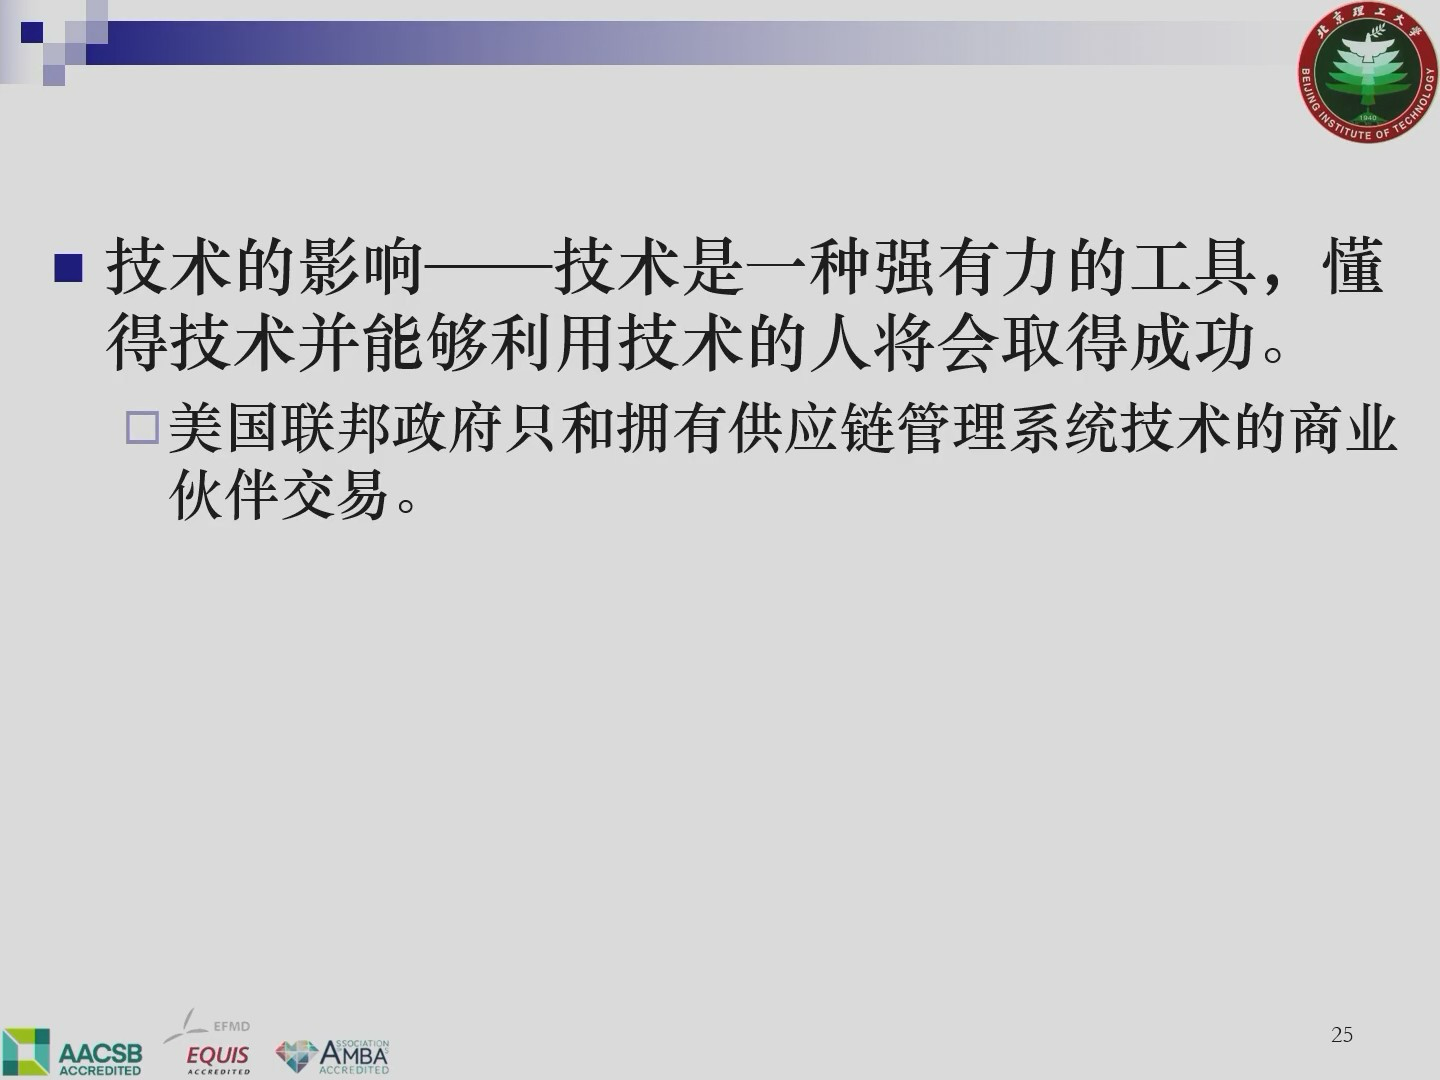 北京理工大学
BEIJING INSTITUTE OF TECHNOLOGY
1940
技术的影响——技术是一种强有力的工具，懂
得技术并能够利用技术的人将会取得成功。
美国联邦政府只和拥有供应链管理系统技术的商业
伙伴交易。
AACSB
ACCREDITED
EFMD
EQUIS
ACCREDITED
ASSOCIATION
AMBA
ACCREDITED
25